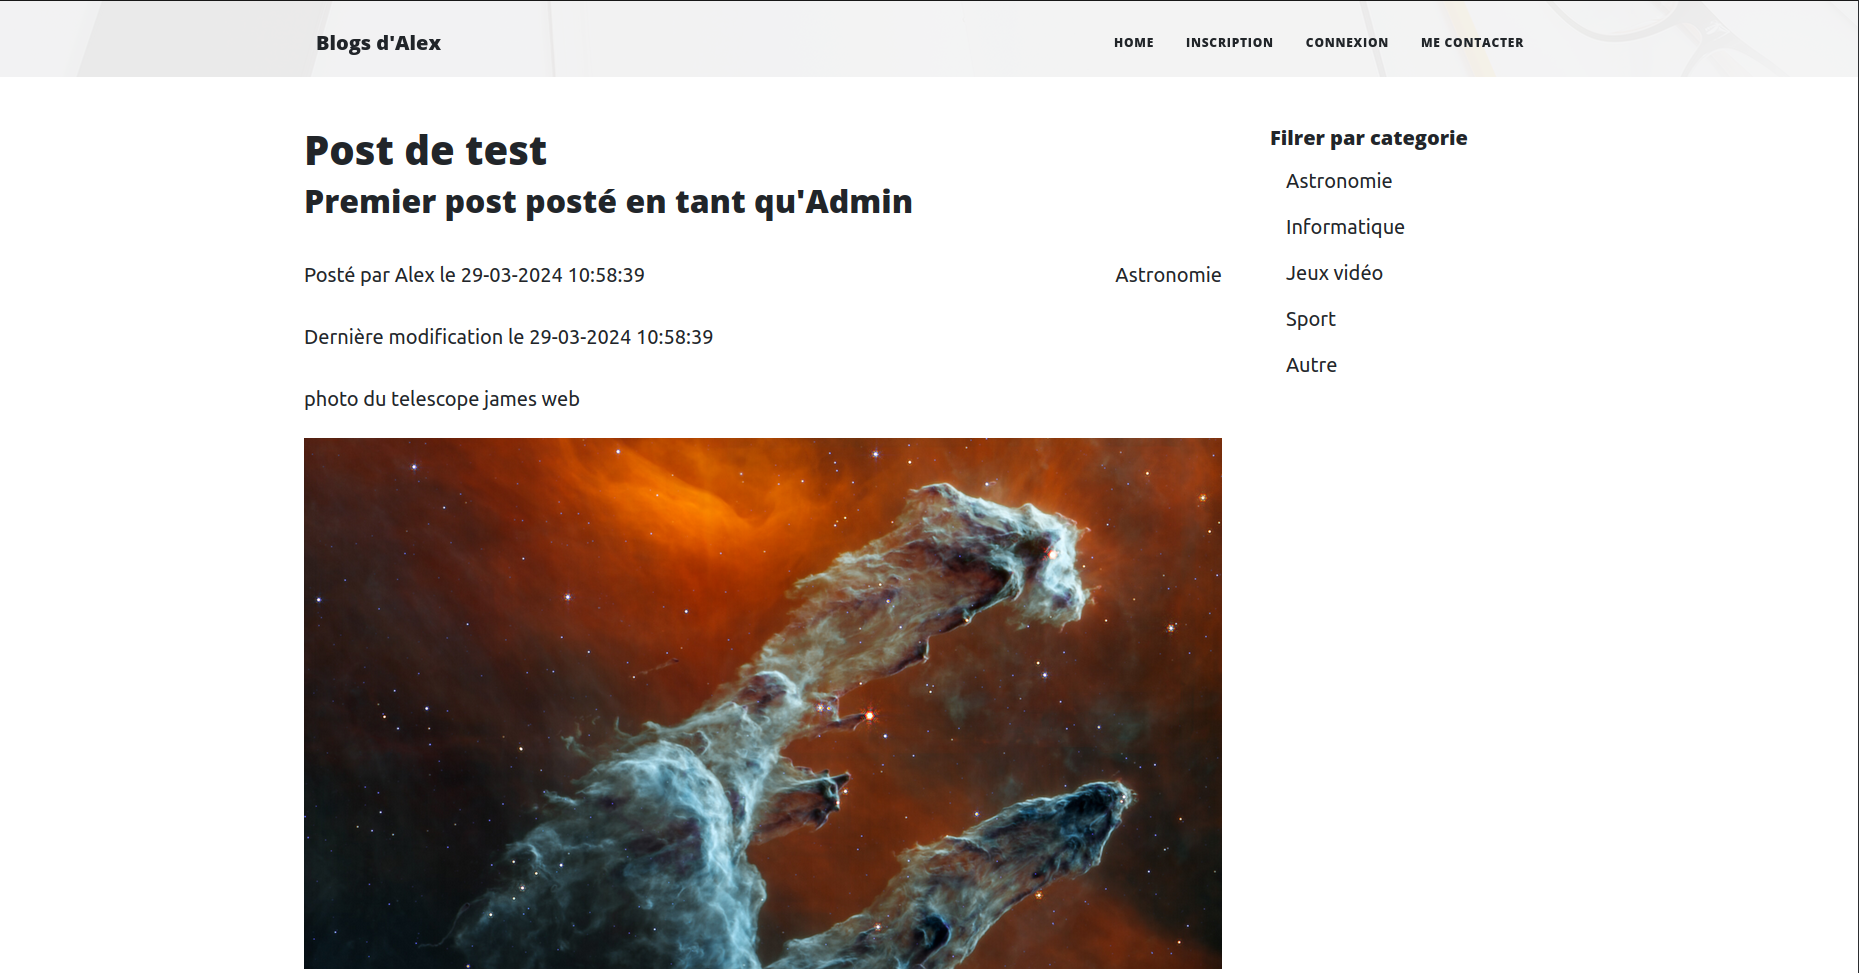 Blogs d'Alex
HOME INSCRIPTION CONNEXION ME CONTACTER
Post de test
Premier post posté en tant qu'Admin
Posté par Alex le 29-03-2024 10:58:39 Astronomie
Dernière modification le 29-03-2024 10:58:39
photo du telescope james web
Filrer par categorie
Astronomie
Informatique
Jeux vidéo
Sport
Autre